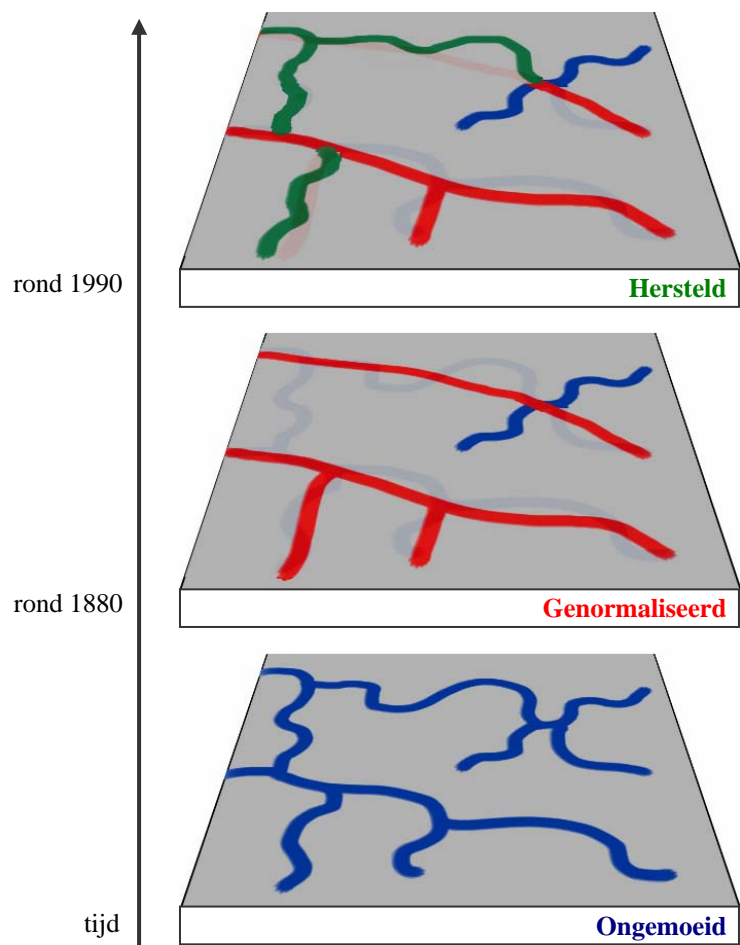 rond 1990
Hersteld
rond 1880
Genormaliseerd
tijd
Ongemoeid